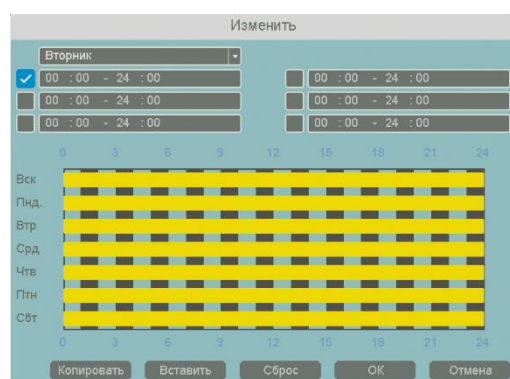 Изменить
Вторник
00 : 00 - 24 : 00 00 : 00 - 24 : 00
00 : 00 - 24 : 00 00 : 00 - 24 : 00
00 : 00 - 24 : 00 00 : 00 - 24 : 00
0 3 6 9 12 15 18 21 24
Вск
Пнд.
Втр
Срд
Чтв
Птн
Сбт
0 3 6 9 12 15 18 21 24
Копировать Вставить Сброс ОК Отмена